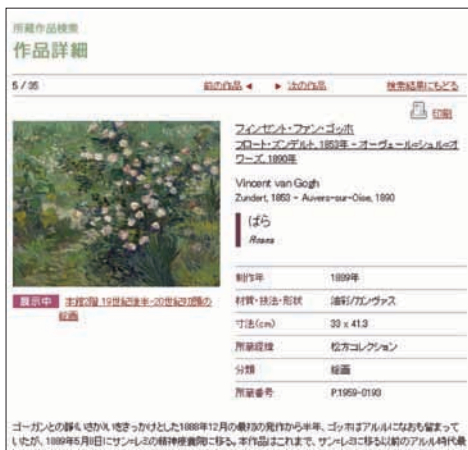 所蔵作品検索
作品詳細
5 / 35 前の作品 ◀ ▶ 次の作品 検索結果にもどる
印刷
フィンセント・ファン・ゴッホ
フロート・ズンデルト, 1853年 - オーヴェール=シュル=オ
ワーズ, 1890年
Vincent van Gogh
Zundert, 1853 - Auvers-sur-Oise, 1890
ばら
Roses
制作年 1889年
材質・技法・形状 油彩/カンヴァス
寸法(cm) 33 x 41.3
所蔵経緯 松方コレクション
分類 絵画
所蔵番号 P.1959-0193
展示中 本館2階 19世紀後半-20世紀初頭の
絵画
ゴーガンとの諍いをきっかけとした1888年12月の最初の発作から半年、ゴッホはアルルになおも留まって
いたが、1889年5月8日にサン=レミの精神療養院に移る。本作品はこれまで、サン=レミに移る以前のアルル時代最